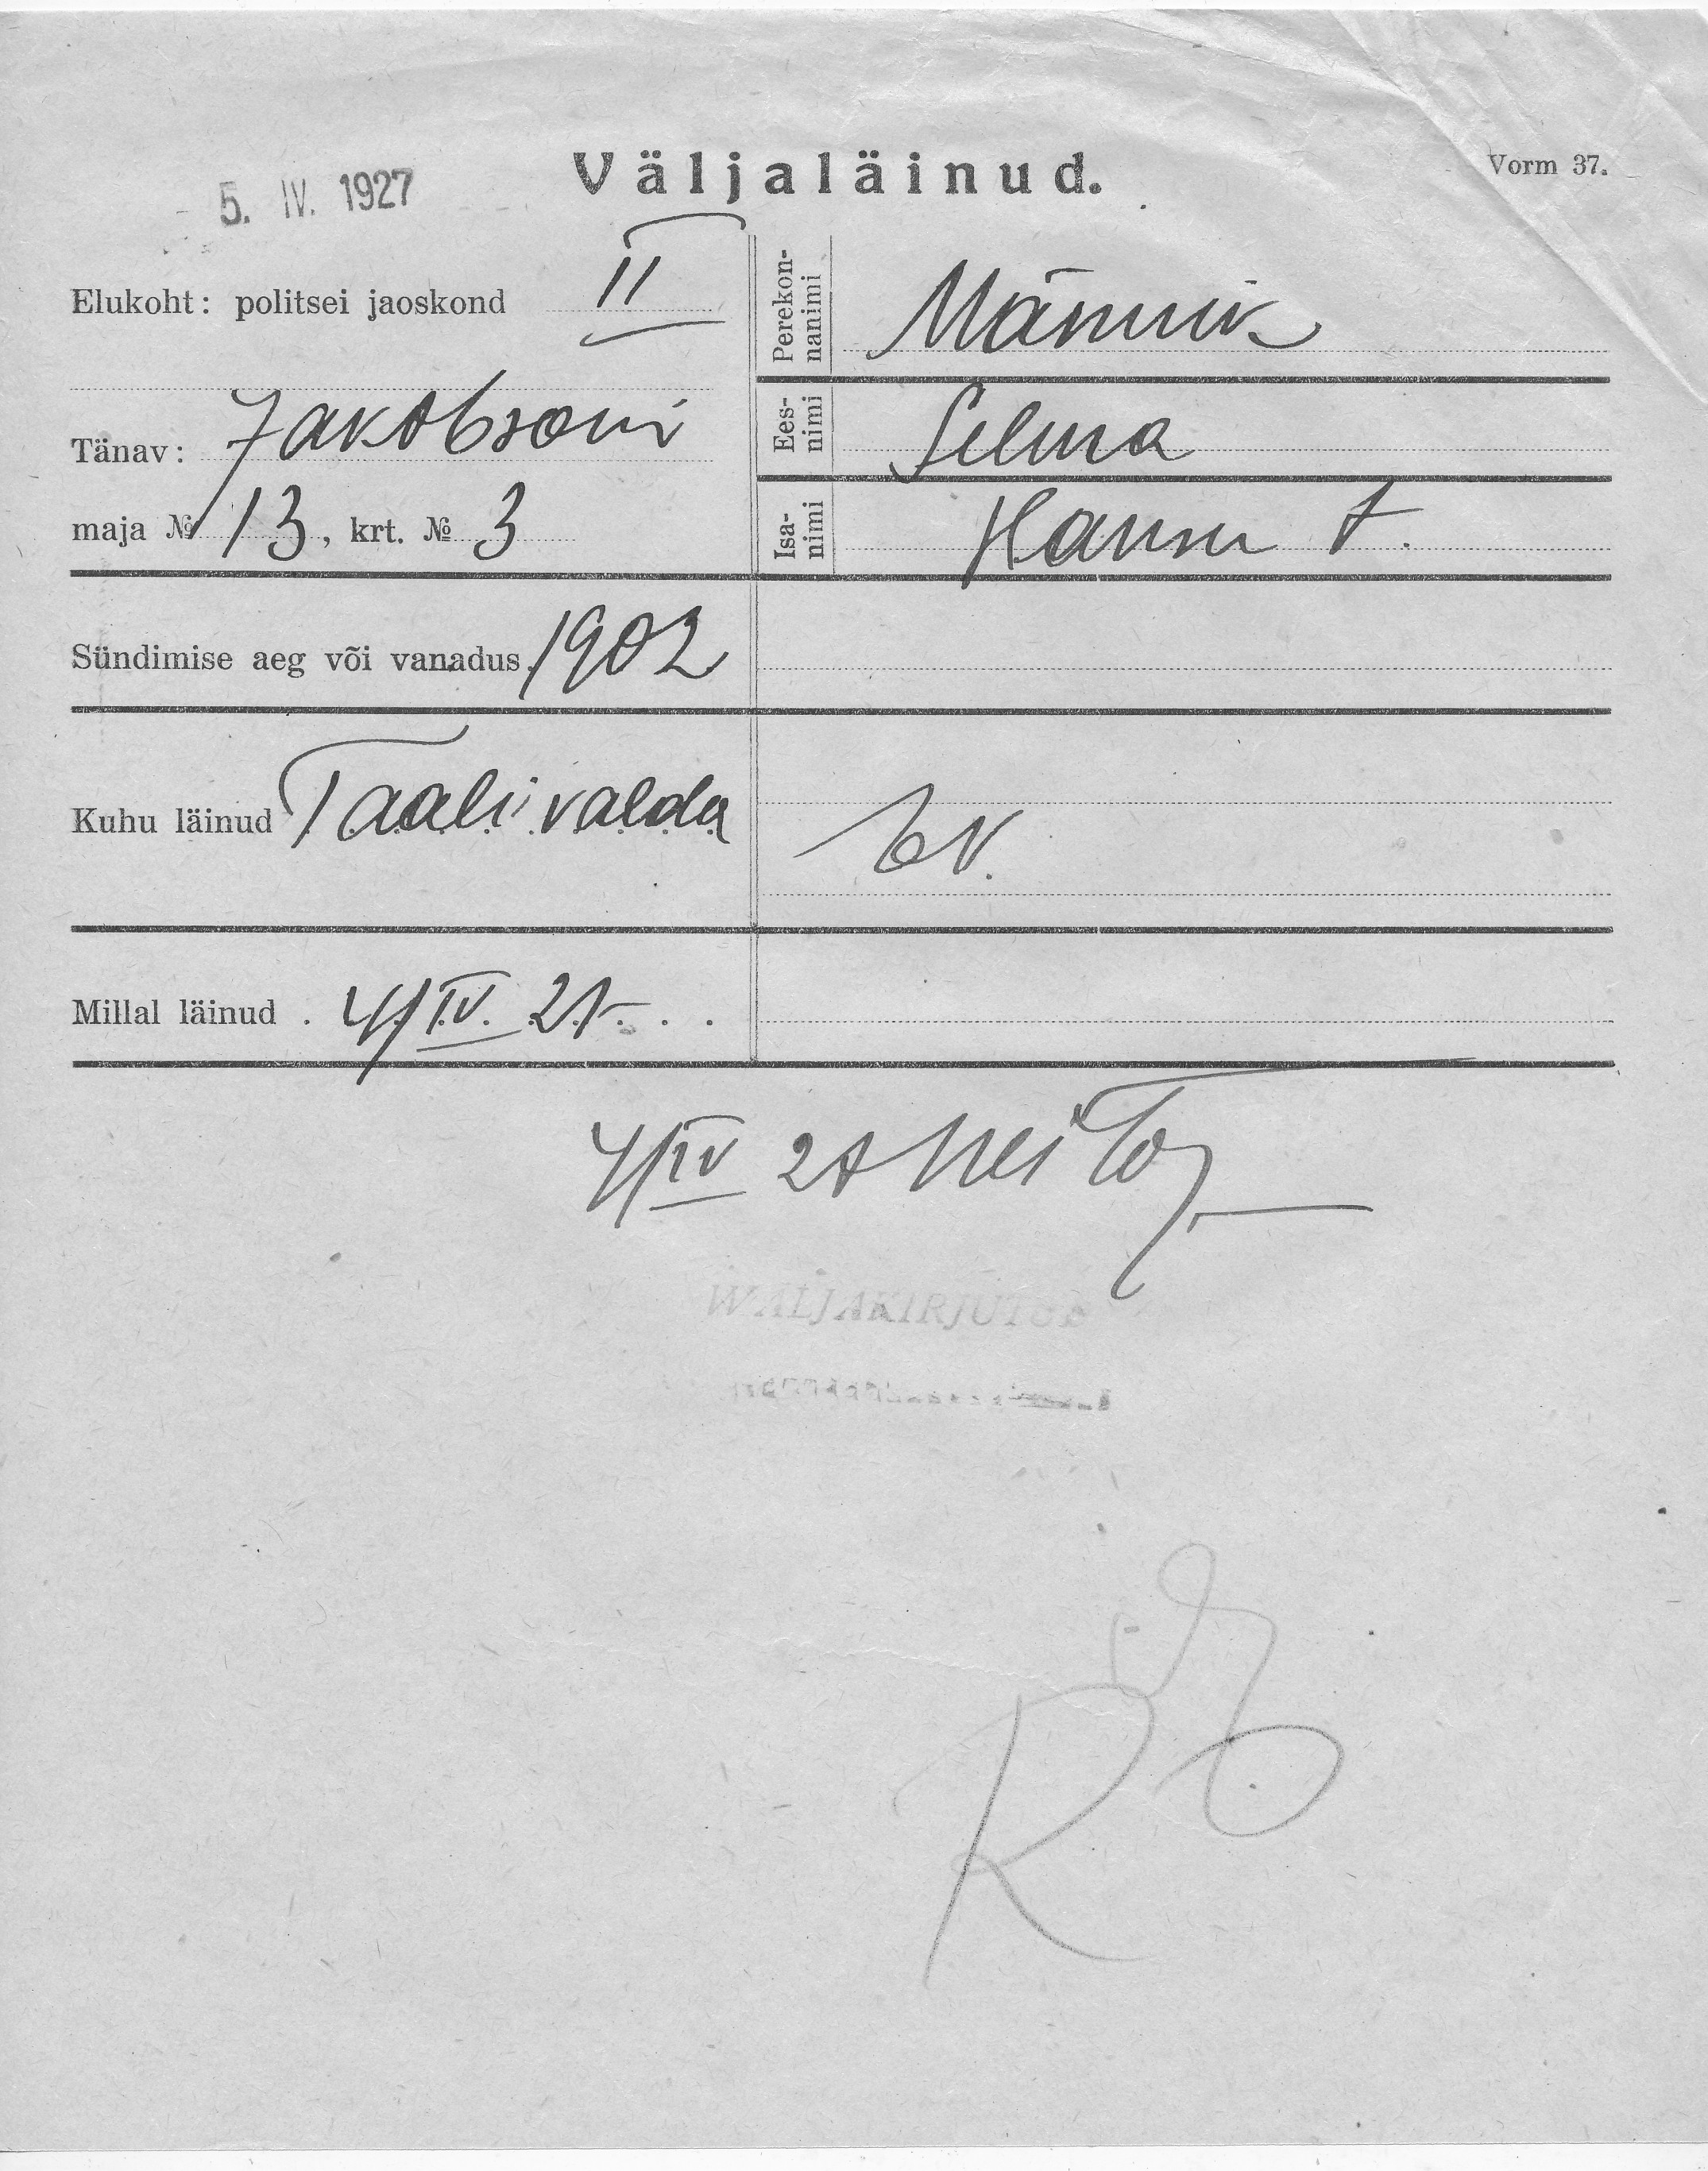 5. IV. 1927
Väljaläinud.
Vorm 37.
Elukoht: politsei jaoskond II
Tänav: Jakobsoni
maja № 13, krt. № 3
Sündimise aeg või vanadus 1902
Kuhu läinud Taali valda
Millal läinud 4/IV. 27.
Perekonnanimi Männik
Eesnimi Selma
Isanimi Hansu t.
4/IV 27
WÄLJAKIRJUTUD